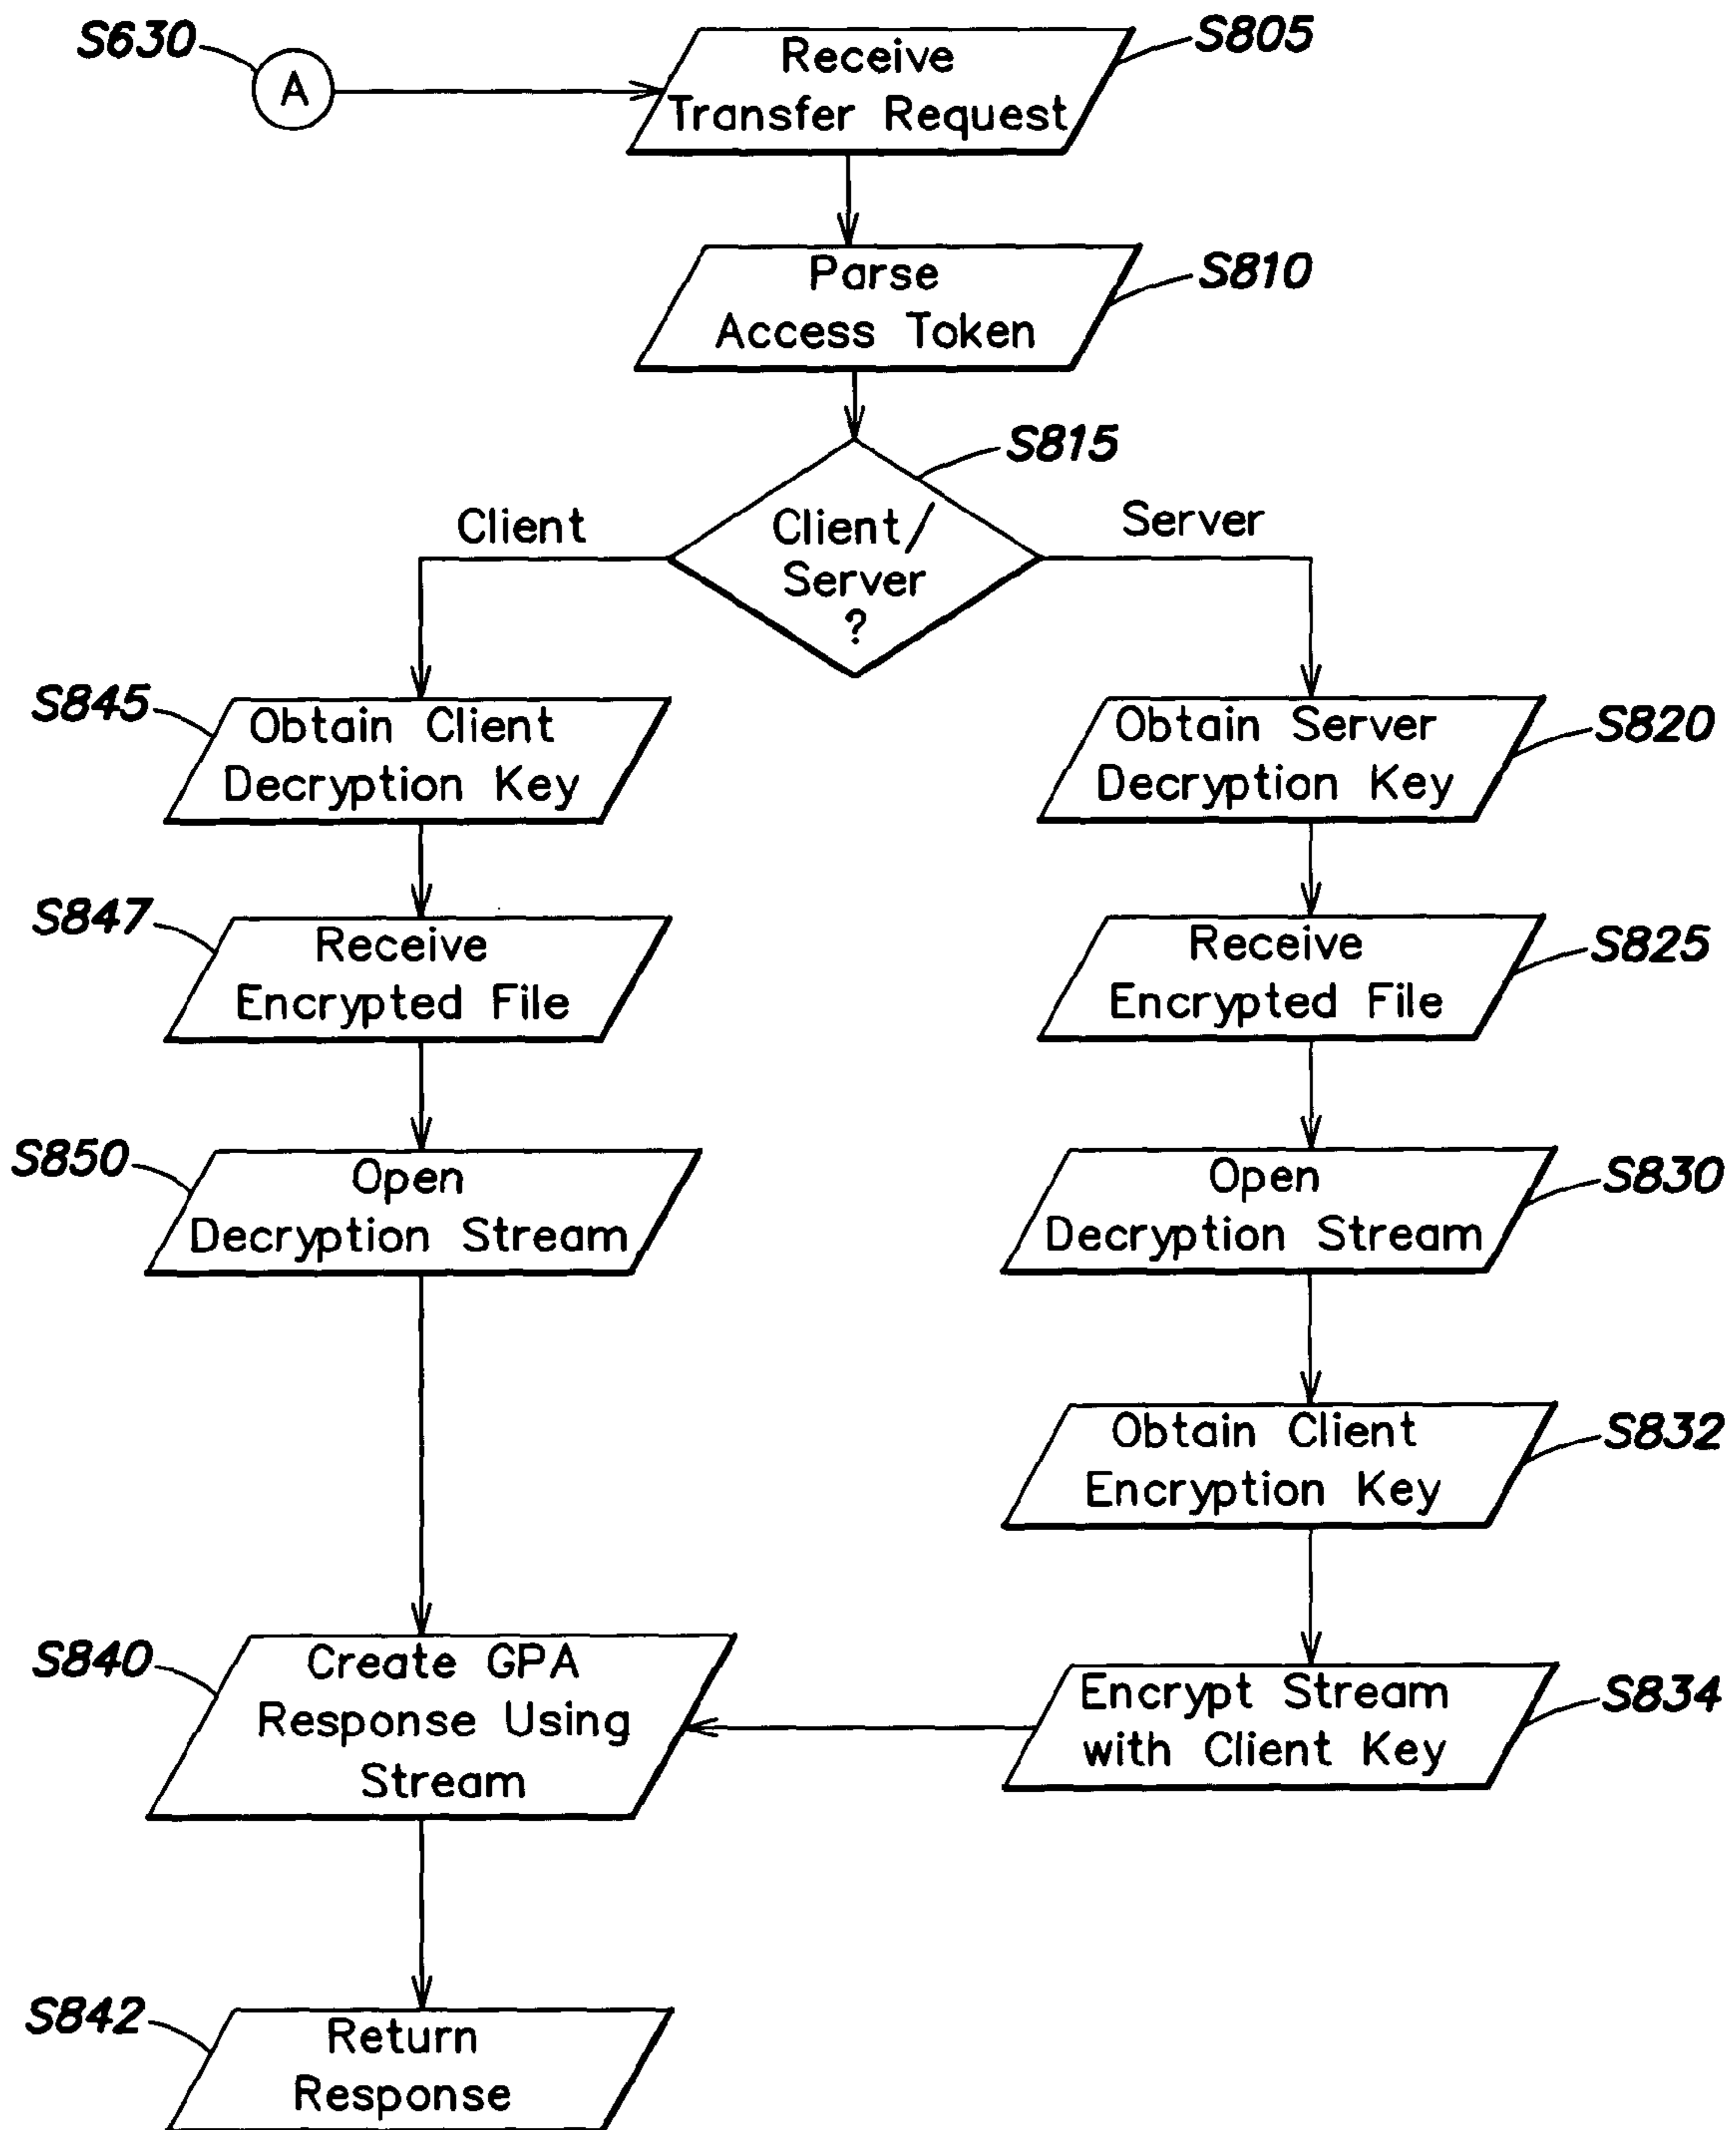 S630
A
Receive
Transfer Request
S805
Parse
Access Token
S810
S815
Client
Client/
Server
?
Server
S845
Obtain Client
Decryption Key
Obtain Server
Decryption Key
S820
S847
Receive
Encrypted File
Receive
Encrypted File
S825
S850
Open
Decryption Stream
Open
Decryption Stream
S830
Obtain Client
Encryption Key
S832
S840
Create GPA
Response Using
Stream
Encrypt Stream
with Client Key
S834
S842
Return
Response